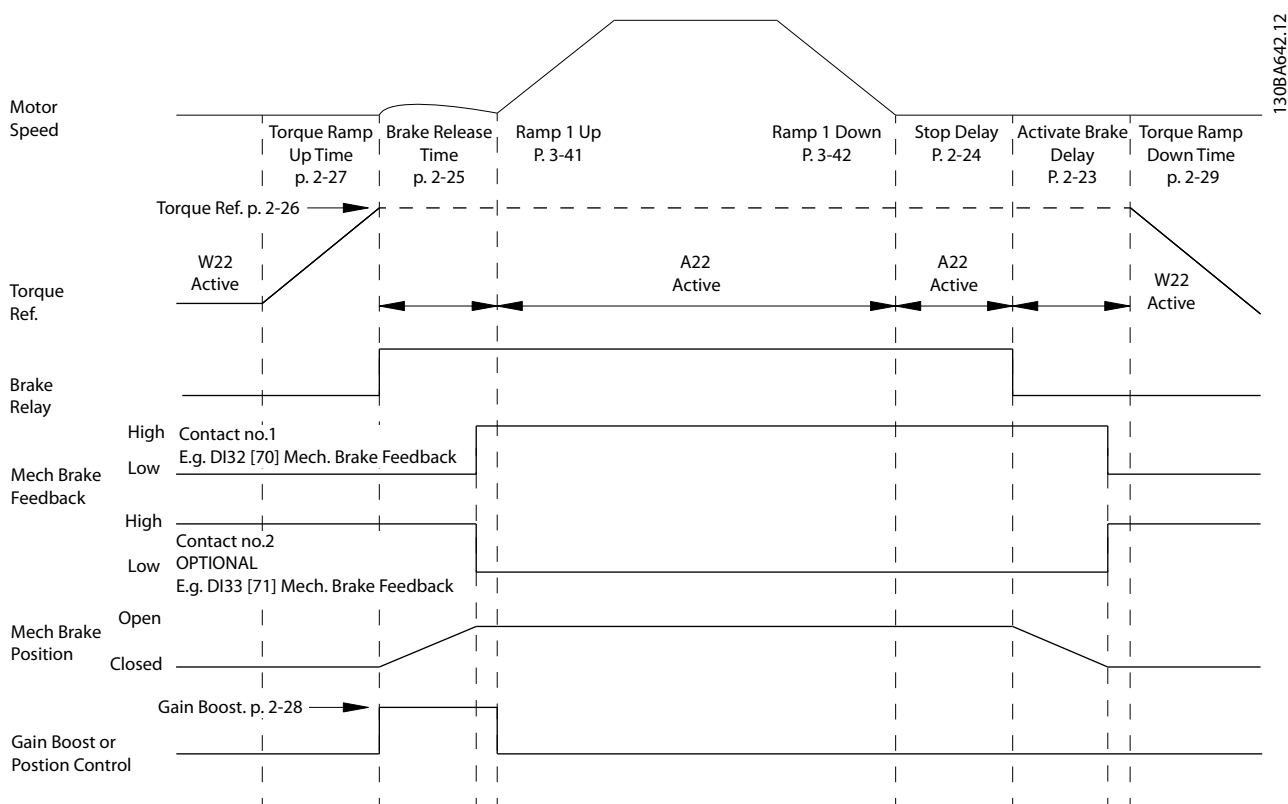 130BA642.12
Motor
Speed
Torque Ramp
Up Time
p. 2-27
Brake Release
Time
p. 2-25
Ramp 1 Up
P. 3-41
Ramp 1 Down
P. 3-42
Stop Delay
P. 2-24
Activate Brake
Delay
P. 2-23
Torque Ramp
Down Time
p. 2-29
Torque Ref. p. 2-26
W22
Active
A22
Active
A22
Active
W22
Active
Torque
Ref.
Brake
Relay
High
Contact no.1
E.g. DI32 [70] Mech. Brake Feedback
Low
Mech Brake
Feedback
High
Contact no.2
Low
OPTIONAL
E.g. DI33 [71] Mech. Brake Feedback
Open
Mech Brake
Position
Closed
Gain Boost. p. 2-28
Gain Boost or
Postion Control